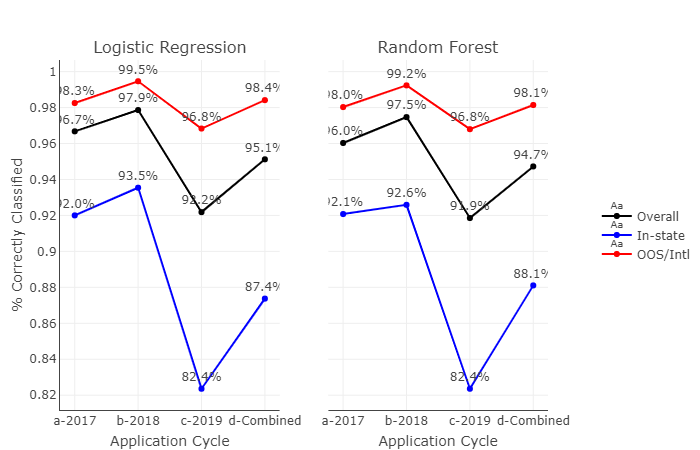 Logistic Regression
Random Forest
1
0.98
0.96
0.94
0.92
0.9
0.88
0.86
0.84
0.82
% Correctly Classified
98.3%
99.5%
96.8%
98.4%
96.7%
97.9%
92.2%
95.1%
92.0%
93.5%
82.4%
87.4%
98.0%
99.2%
96.8%
98.1%
96.0%
97.5%
91.9%
94.7%
92.1%
92.6%
82.4%
88.1%
a-2017
b-2018
c-2019
d-Combined
a-2017
b-2018
c-2019
d-Combined
Application Cycle
Application Cycle
Aa
Overall
Aa
In-state
Aa
OOS/Intl